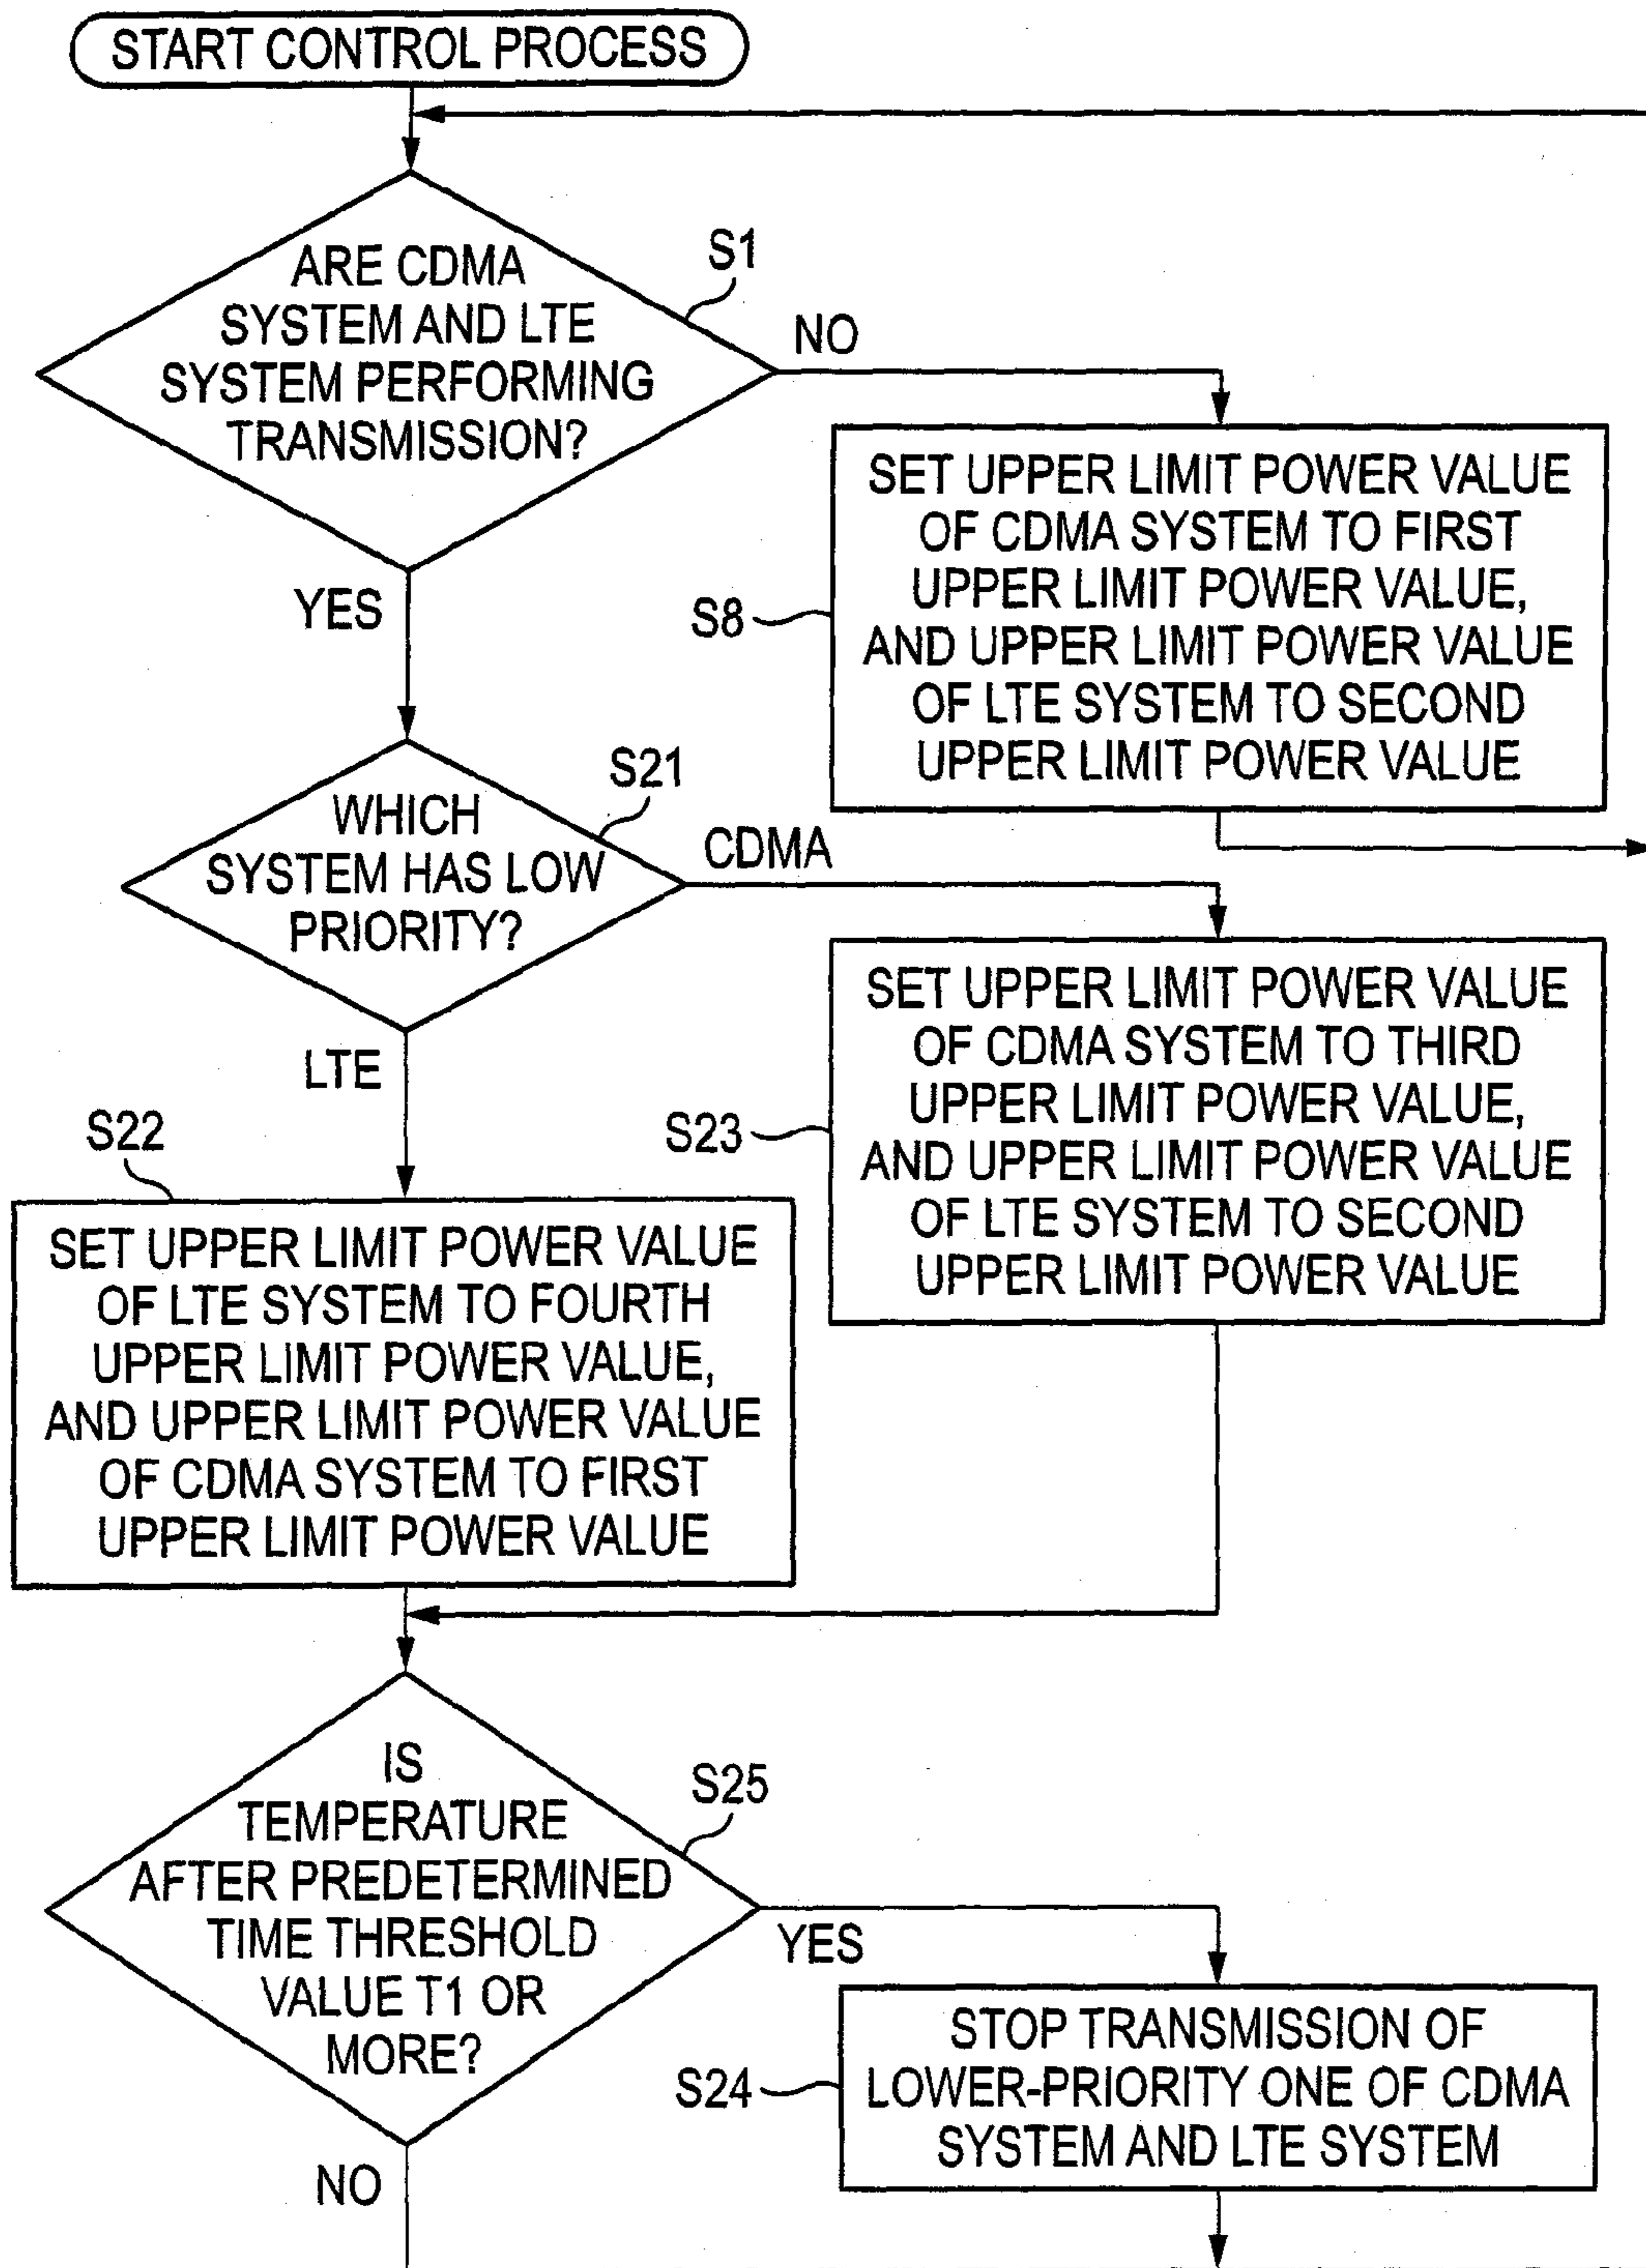 START CONTROL PROCESS
ARE CDMA
SYSTEM AND LTE
SYSTEM PERFORMING
TRANSMISSION?
S1
NO
YES
S8
SET UPPER LIMIT POWER VALUE
OF CDMA SYSTEM TO FIRST
UPPER LIMIT POWER VALUE,
AND UPPER LIMIT POWER VALUE
OF LTE SYSTEM TO SECOND
UPPER LIMIT POWER VALUE
WHICH
SYSTEM HAS LOW
PRIORITY?
S21
CDMA
LTE
S23
SET UPPER LIMIT POWER VALUE
OF CDMA SYSTEM TO THIRD
UPPER LIMIT POWER VALUE,
AND UPPER LIMIT POWER VALUE
OF LTE SYSTEM TO SECOND
UPPER LIMIT POWER VALUE
S22
SET UPPER LIMIT POWER VALUE
OF LTE SYSTEM TO FOURTH
UPPER LIMIT POWER VALUE,
AND UPPER LIMIT POWER VALUE
OF CDMA SYSTEM TO FIRST
UPPER LIMIT POWER VALUE
IS
TEMPERATURE
AFTER PREDETERMINED
TIME THRESHOLD
VALUE T1 OR
MORE?
S25
YES
NO
S24
STOP TRANSMISSION OF
LOWER-PRIORITY ONE OF CDMA
SYSTEM AND LTE SYSTEM